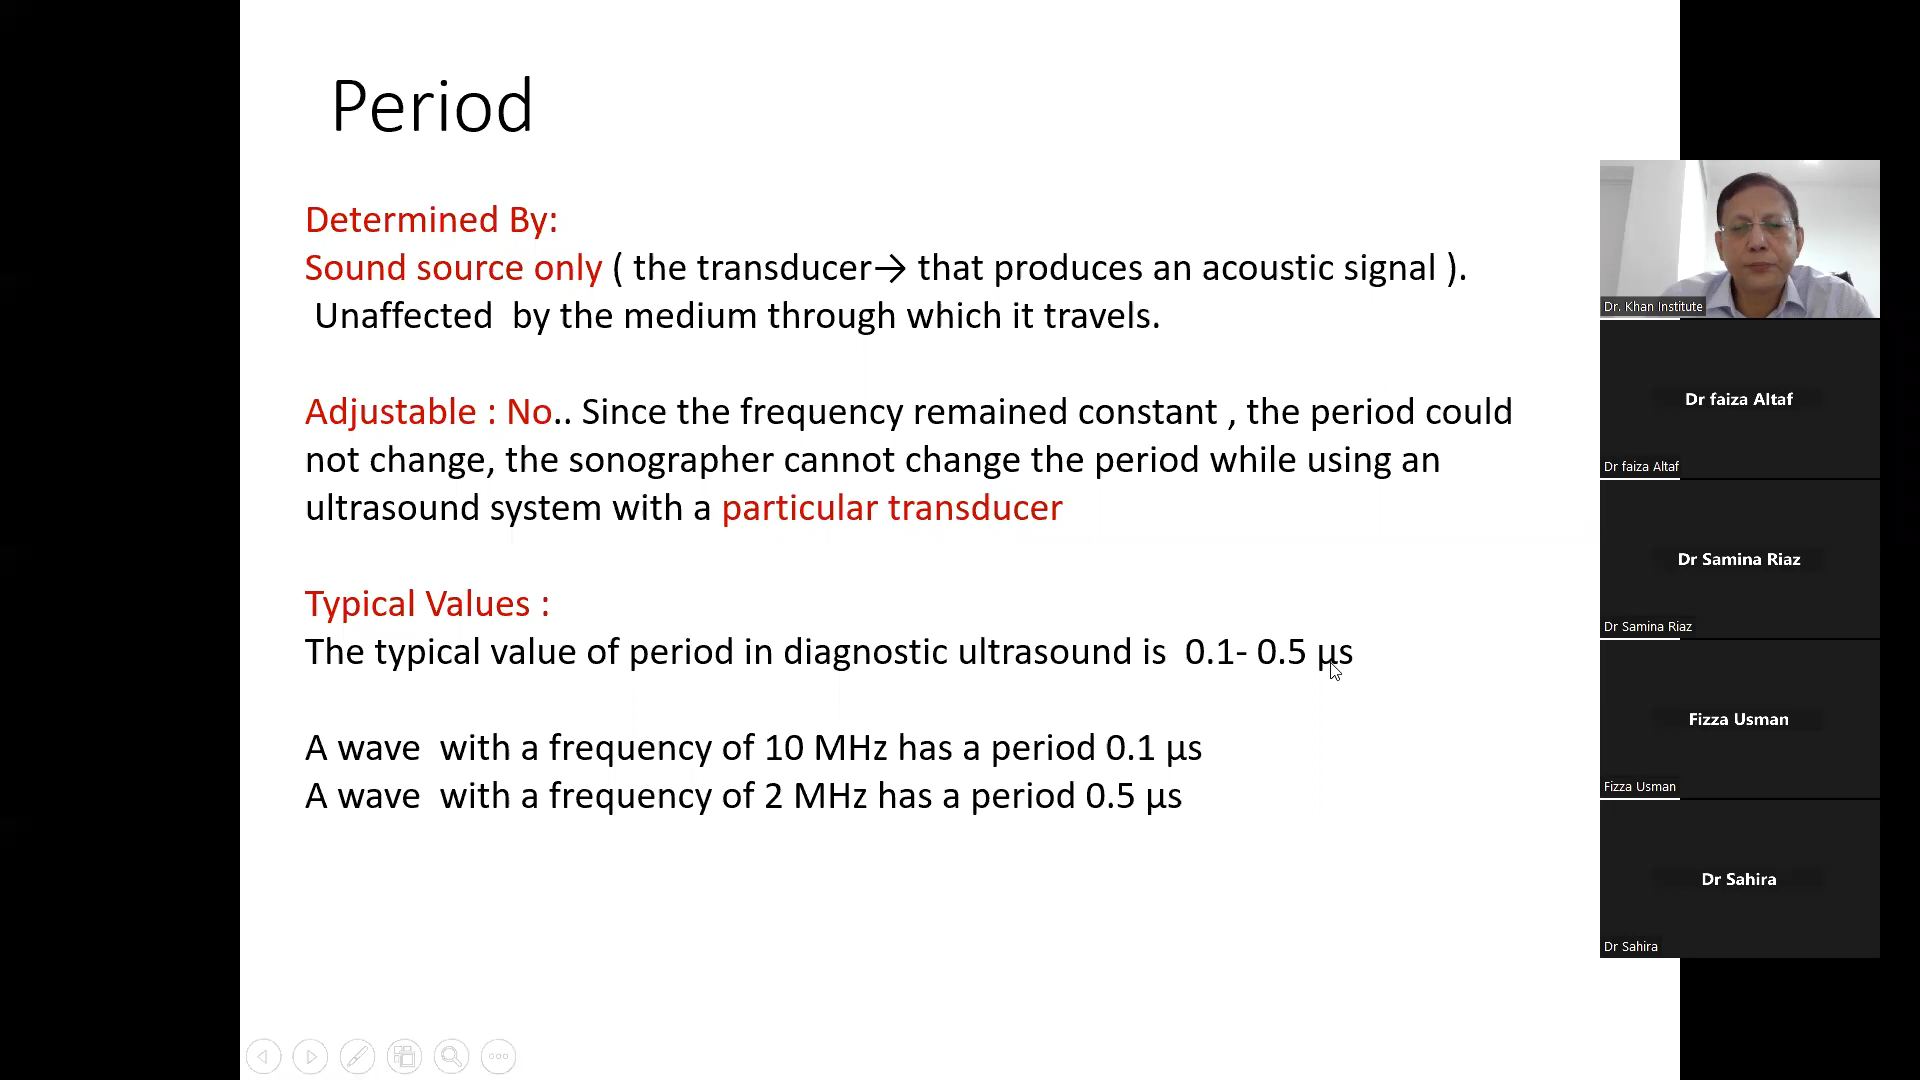 Period
Determined By:
Sound source only ( the transducer→ that produces an acoustic signal ).
Unaffected  by the medium through which it travels.
Adjustable : No.. Since the frequency remained constant , the period could
not change, the sonographer cannot change the period while using an
ultrasound system with a particular transducer
Typical Values :
The typical value of period in diagnostic ultrasound is  0.1- 0.5 µs
A wave  with a frequency of 10 MHz has a period 0.1 µs
A wave  with a frequency of 2 MHz has a period 0.5 µs
Dr. Khan Institute
Dr faiza Altaf
Dr faiza Altaf
Dr Samina Riaz
Dr Samina Riaz
Fizza Usman
Fizza Usman
Dr Sahira
Dr Sahira